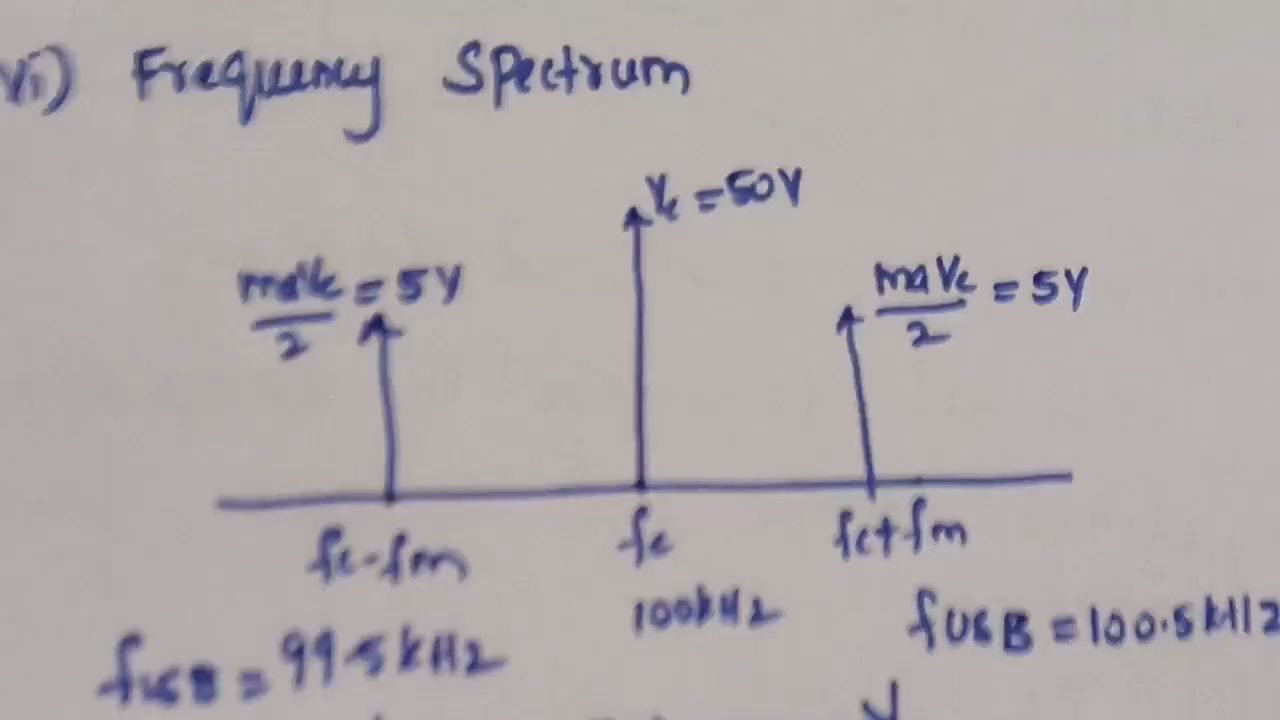 vi) Frequency Spectrum
Vc = 50V
maVc/2 = 5V
maVc/2 = 5V
fc-fm
fc
fc+fm
100kHz
fUSB = 100.5kHz
= 99.5kHz